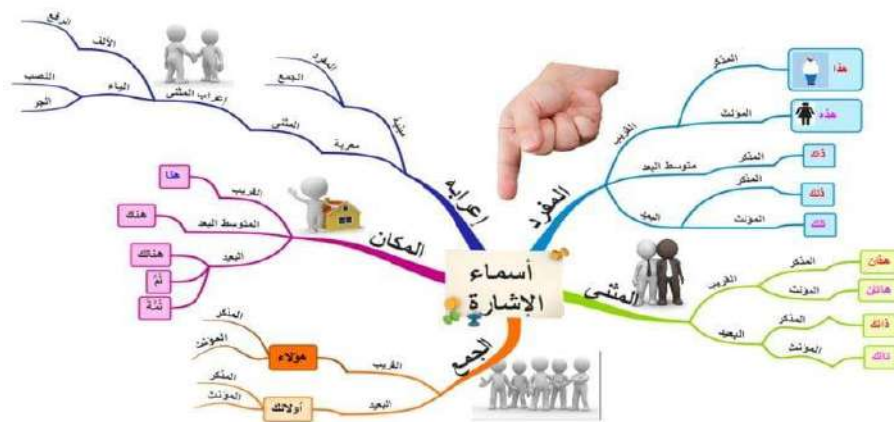 أسماء
الإشارة
المفرد
القريب
المذكر
هذا
المؤنث
هذه
متوسط البعد
المذكر
ذاك
البعيد
المذكر
ذلك
المؤنث
تلك
المثنى
القريب
المذكر
هذان
المؤنث
هاتان
البعيد
المذكر
ذانك
المؤنث
تانك
الجمع
القريب
هؤلاء
المذكر
المؤنث
البعيد
أولائك
المذكر
المؤنث
المكان
القريب
هنا
المتوسط البعد
هناك
البعيد
هنالك
ثَمَّ
ثَمَّةَ
إعرابه
مبنية
المفرد
الجمع
معربة
المثنى
إعراب المثنى
الألف
الرفع
الياء
النصب
الجر